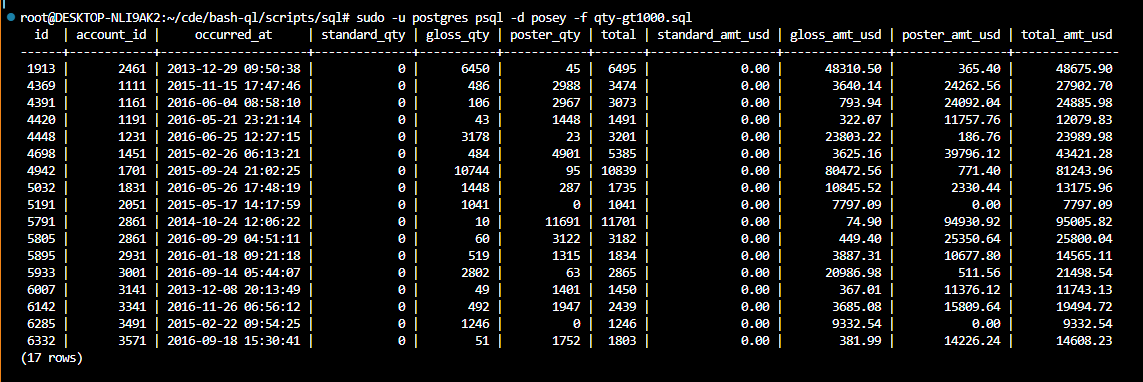 root@DESKTOP-NLI9AK2:~/cde/bash-ql/scripts/sql# sudo -u postgres psql -d posey -f qty-gt1000.sql
  id  | account_id |     occurred_at     | standard_qty | gloss_qty | poster_qty | total | standard_amt_usd | gloss_amt_usd | poster_amt_usd | total_amt_usd
------+------------+---------------------+--------------+-----------+------------+-------+------------------+---------------+----------------+---------------
 1913 |       2461 | 2013-12-29 09:50:38 |            0 |      6450 |         45 |  6495 |             0.00 |      48310.50 |         365.40 |      48675.90
 4369 |       1111 | 2015-11-15 17:47:46 |            0 |       486 |       2988 |  3474 |             0.00 |       3640.14 |       24262.56 |      27902.70
 4391 |       1161 | 2016-06-04 08:58:10 |            0 |       106 |       2967 |  3073 |             0.00 |        793.94 |       24092.04 |      24885.98
 4420 |       1191 | 2016-05-21 23:21:14 |            0 |        43 |       1448 |  1491 |             0.00 |        322.07 |       11757.76 |      12079.83
 4448 |       1231 | 2016-06-25 12:27:15 |            0 |      3178 |         23 |  3201 |             0.00 |      23803.22 |         186.76 |      23989.98
 4698 |       1451 | 2015-02-26 06:13:21 |            0 |       484 |       4901 |  5385 |             0.00 |       3625.16 |       39796.12 |      43421.28
 4942 |       1701 | 2015-09-24 21:02:25 |            0 |     10744 |         95 | 10839 |             0.00 |      80472.56 |         771.40 |      81243.96
 5032 |       1831 | 2016-05-26 17:48:19 |            0 |      1448 |        287 |  1735 |             0.00 |      10845.52 |        2330.44 |      13175.96
 5191 |       2051 | 2015-05-17 14:17:59 |            0 |      1041 |          0 |  1041 |             0.00 |       7797.09 |           0.00 |       7797.09
 5791 |       2861 | 2014-10-24 12:06:22 |            0 |        10 |      11691 | 11701 |             0.00 |         74.90 |       94930.92 |      95005.82
 5805 |       2861 | 2016-09-29 04:51:11 |            0 |        60 |       3122 |  3182 |             0.00 |        449.40 |       25350.64 |      25800.04
 5895 |       2931 | 2016-01-18 09:21:18 |            0 |       519 |       1315 |  1834 |             0.00 |       3887.31 |       10677.80 |      14565.11
 5933 |       3001 | 2016-09-14 05:44:07 |            0 |      2802 |         63 |  2865 |             0.00 |      20986.98 |         511.56 |      21498.54
 6007 |       3141 | 2013-12-08 20:13:49 |            0 |        49 |       1401 |  1450 |             0.00 |        367.01 |       11376.12 |      11743.13
 6142 |       3341 | 2016-11-26 06:56:12 |            0 |       492 |       1947 |  2439 |             0.00 |       3685.08 |       15809.64 |      19494.72
 6285 |       3491 | 2015-02-22 09:54:25 |            0 |      1246 |          0 |  1246 |             0.00 |       9332.54 |           0.00 |       9332.54
 6332 |       3571 | 2016-09-18 15:30:41 |            0 |        51 |       1752 |  1803 |             0.00 |        381.99 |       14226.24 |      14608.23
(17 rows)